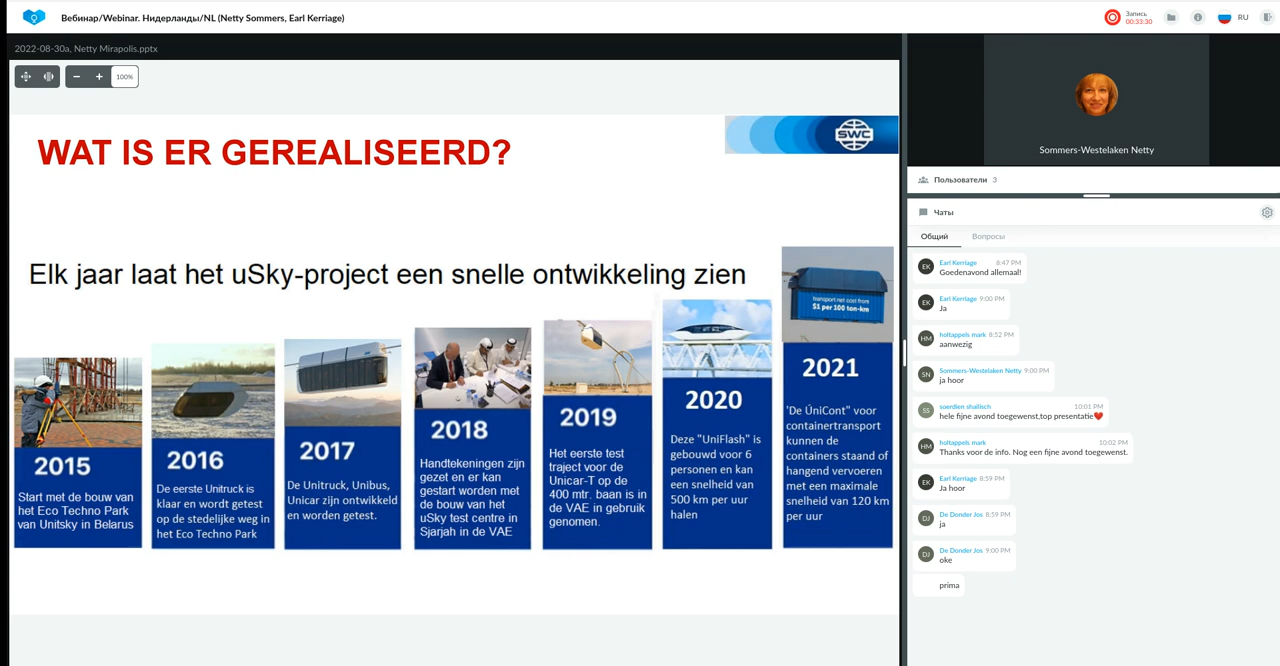 Вебинар/Webinar. Нидерланды/NL (Netty Sommers, Earl Kerriage)
Запись
00:33:30
RU
2022-08-30a, Netty Mirapolis.pptx
100%
WAT IS ER GEREALISEERD?
SWC
Elk jaar laat het uSky-project een snelle ontwikkeling zien
2015
Start met de bouw van
het Eco Techno Park
van Unitsky in Belarus
2016
De eerste Unitruck is
klaar en wordt getest
op de stedelijke weg in
het Eco Techno Park
2017
De Unitruck, Unibus,
Unicar zijn ontwikkeld
en worden getest.
2018
Handtekeningen zijn
gezet en er kan
gestart worden met
de bouw van het
uSky test centre in
Sjarjah in de VAE
2019
Het eerste test
traject voor de
Unicar-T op de
400 mtr. baan is in
de VAE in gebruik
genomen.
2020
Deze "UniFlash" is
gebouwd voor 6
personen en kan
een snelheid van
500 km per uur
halen
transport net cost from
$1 per 100 ton-km
2021
'De ÚniCont" voor
containertransport
kunnen de
containers staand of
hangend vervoeren
met een maximale
snelheid van 120 km
per uur
Sommers-Westelaken Netty
Пользователи 3
Чаты
Общий
Вопросы
EK
Earl Kerriage 8:47 PM
Goedenavond allemaal!
EK
Earl Kerriage 9:00 PM
Ja
HM
holtappels mark 8:52 PM
aanwezig
SN
Sommers-Westelaken Netty 9:00 PM
ja hoor
SS
soerdien shallisch 10:01 PM
hele fijne avond toegewenst,top presentatie❤️
HM
holtappels mark 10:02 PM
Thanks voor de info. Nog een fijne avond toegewenst.
EK
Earl Kerriage 8:59 PM
Ja hoor
DJ
De Donder Jos 8:59 PM
ja
DJ
De Donder Jos 9:00 PM
oke
prima